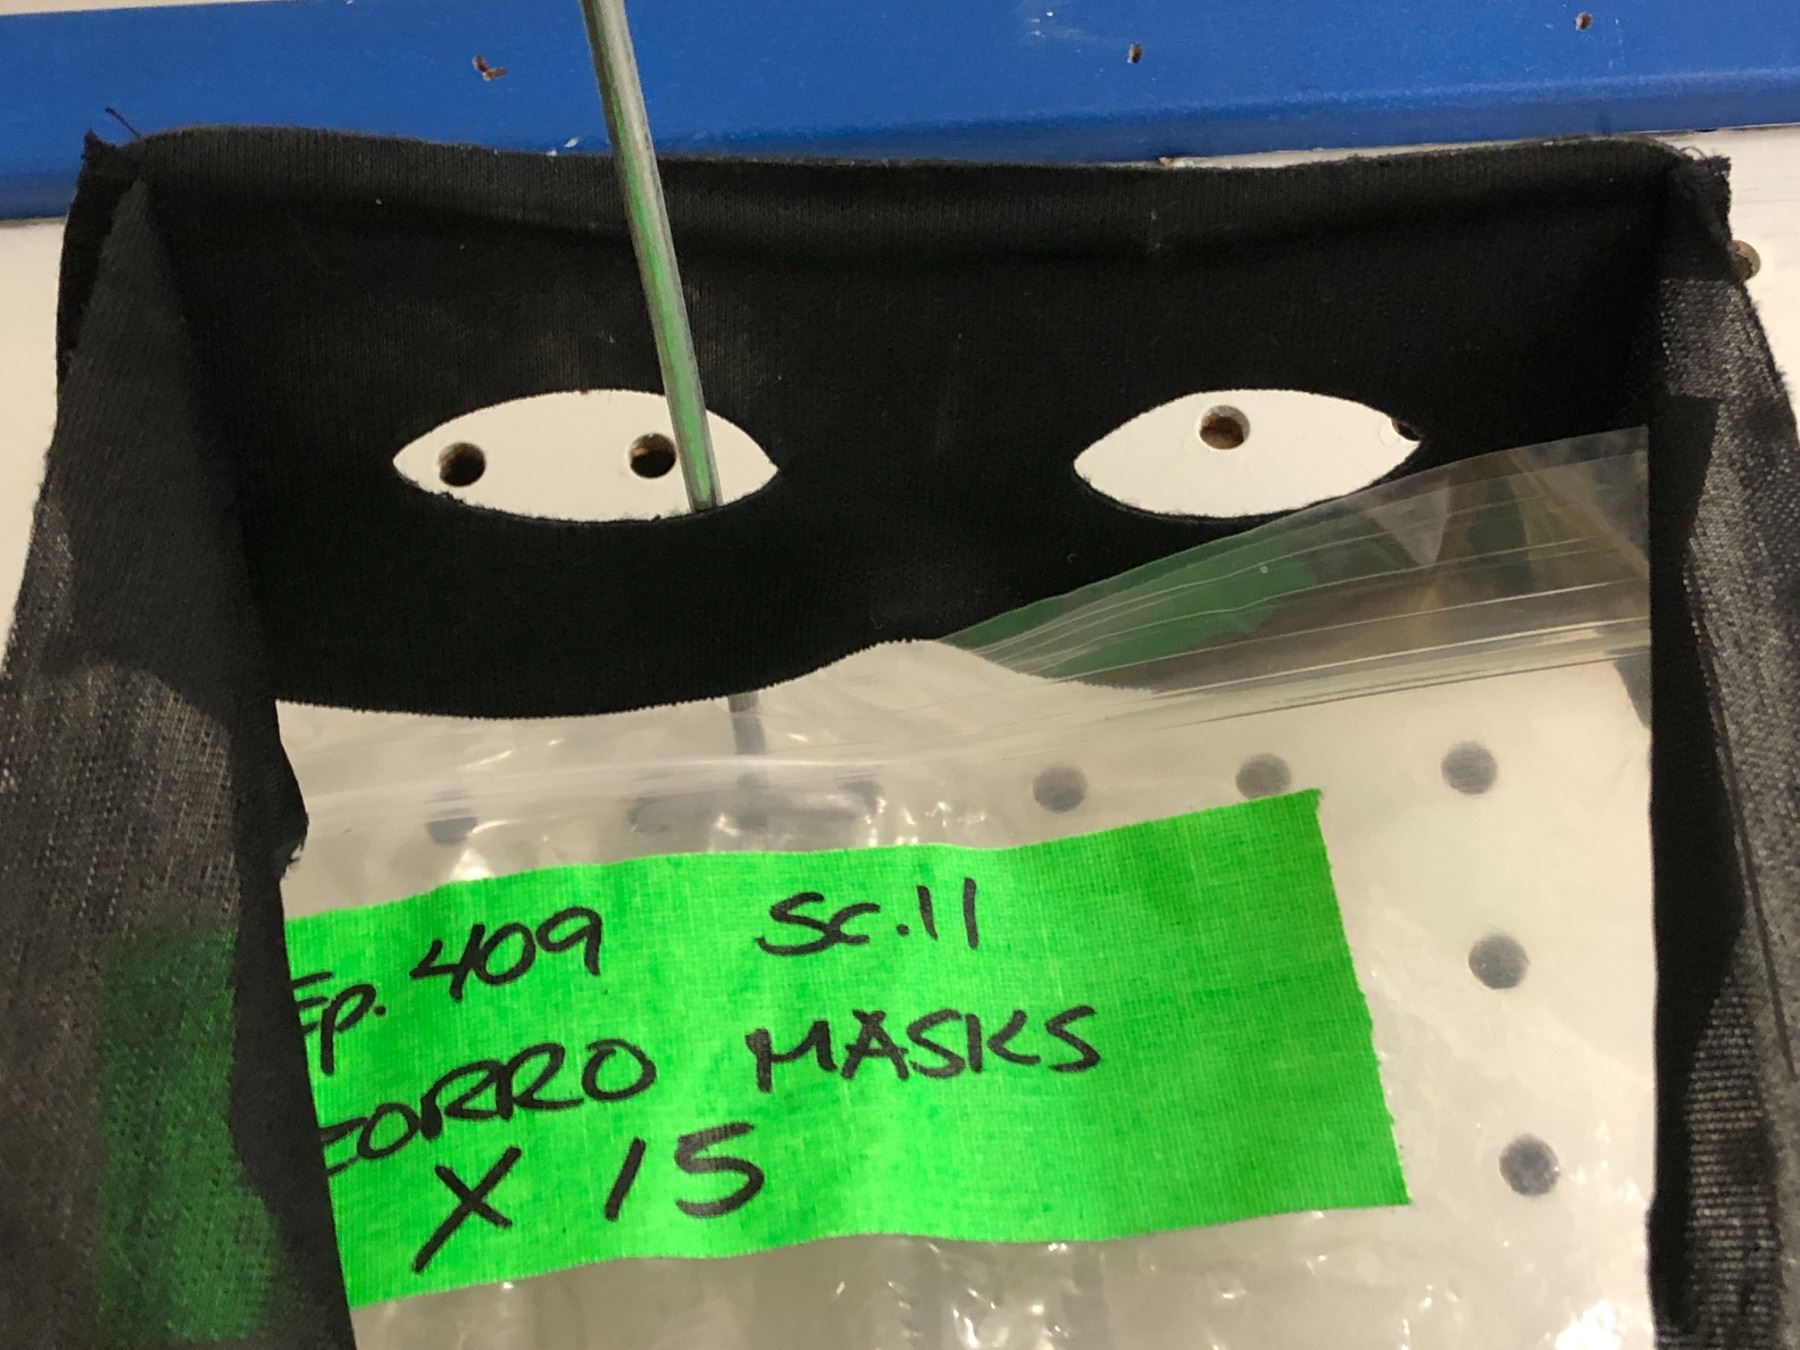 Ep. 409 Sc.11
ZORRO MASKS
X 15